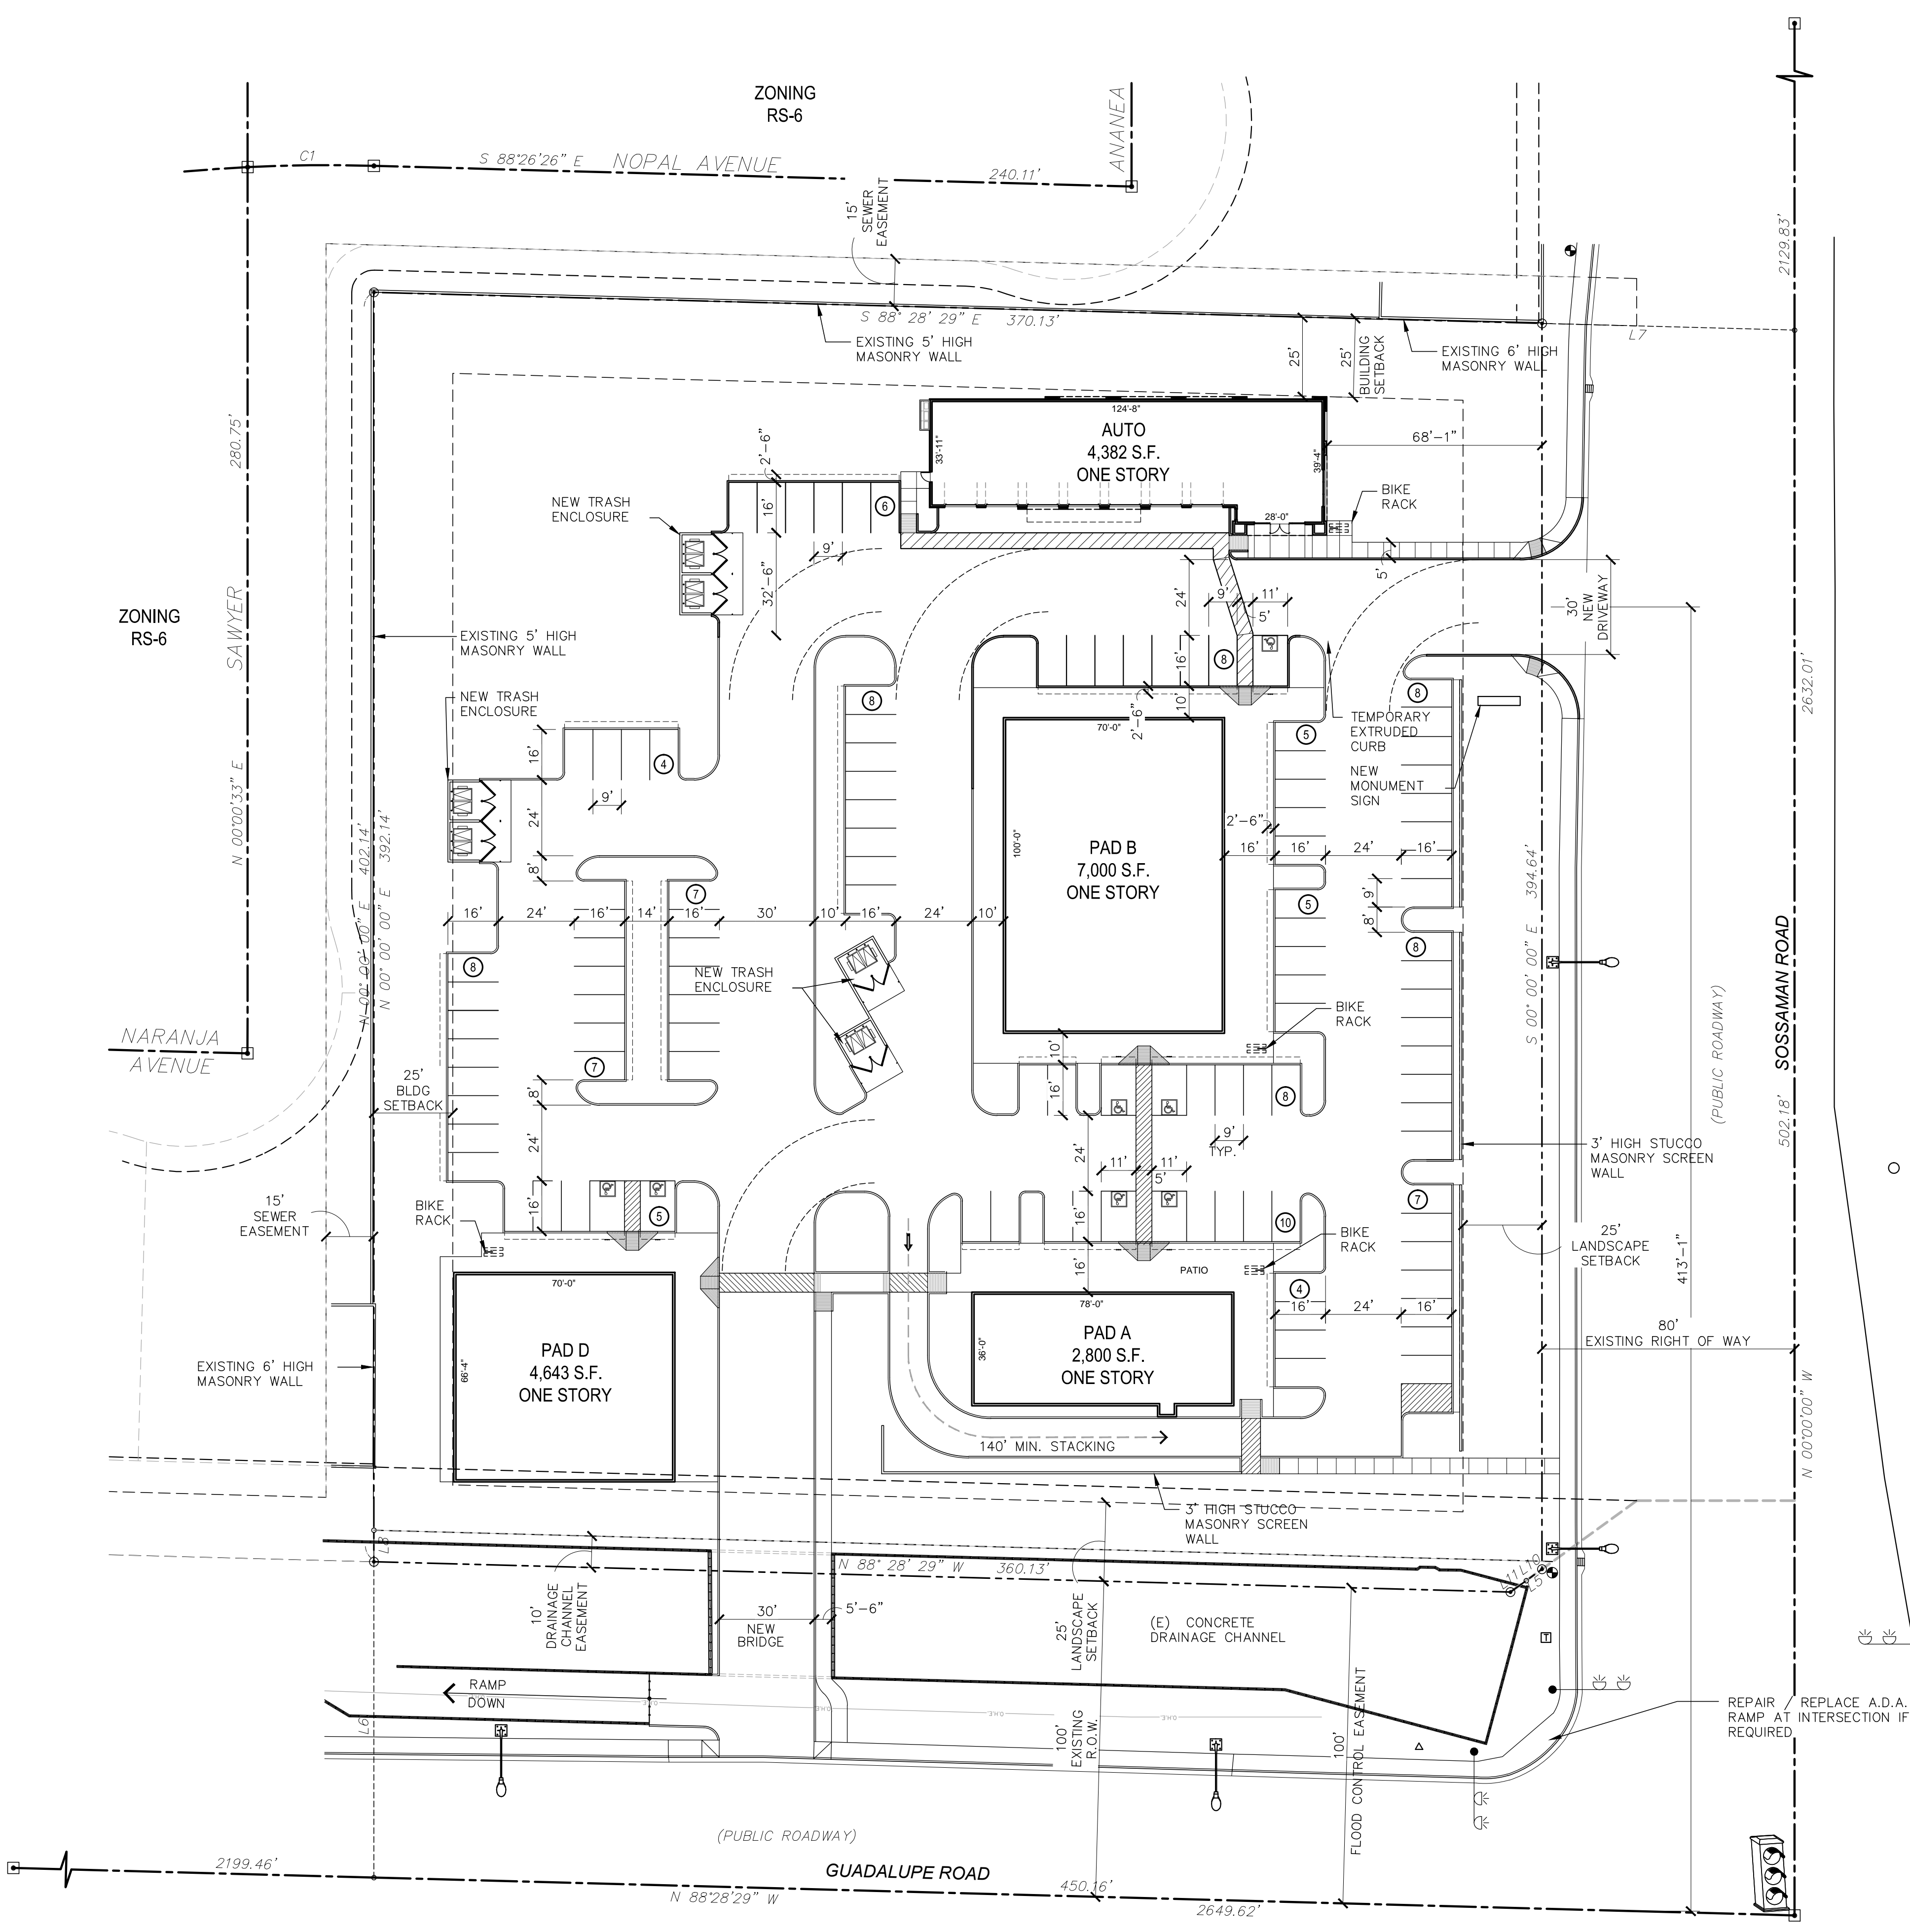 ZONING
RS-6
C1
S 88°26'26" E
NOPAL AVENUE
240.11'
ANANEA
2129.83'
15'
SEWER
EASEMENT
S 88° 28' 29" E 370.13'
EXISTING 5' HIGH
MASONRY WALL
25'
25'
BUILDING
SETBACK
EXISTING 6' HIGH
MASONRY WALL
L7
280.75'
SAWYER
N 00°00'33" E
124'-8"
AUTO
4,382 S.F.
ONE STORY
33'-11"
39'-4"
28'-0"
68'-1"
BIKE
RACK
2'-6"
16'
6
NEW TRASH
ENCLOSURE
9'
32'-6"
5'
30'
NEW
DRIVEWAY
ZONING
RS-6
EXISTING 5' HIGH
MASONRY WALL
24'
9'
11'
5'
16'
8
10'
2'-6"
NEW TRASH
ENCLOSURE
8
8
2632.01'
TEMPORARY
EXTRUDED
CURB
NEW
MONUMENT
SIGN
5
16'
4
9'
24'
8'
70'-0"
100'-0"
PAD B
7,000 S.F.
ONE STORY
2'-6"
16'
16'
24'
16'
9'
8'
5
8
N 00° 00' 00" E 402.14'
N 00° 00' 00" E 392.14'
S 00° 00' 00" E 394.64'
7
16'
24'
16'
14'
16'
30'
10'
16'
24'
10'
8
NEW TRASH
ENCLOSURE
BIKE
RACK
(PUBLIC ROADWAY)
SOSSAMAN ROAD
NARANJA
AVENUE
25'
BLDG
SETBACK
7
8'
24'
10'
16'
8
24'
9'
TYP.
11'
11'
5'
502.18'
3' HIGH STUCCO
MASONRY SCREEN
WALL
15'
SEWER
EASEMENT
BIKE
RACK
16'
5
16'
10
7
BIKE
RACK
25'
LANDSCAPE
SETBACK
413'-1"
16'
PATIO
70'-0"
78'-0"
4
16'
24'
16'
80'
EXISTING RIGHT OF WAY
PAD D
4,643 S.F.
ONE STORY
66'-4"
PAD A
2,800 S.F.
ONE STORY
36'-0"
EXISTING 6' HIGH
MASONRY WALL
N 00°00'00" W
140' MIN. STACKING
3' HIGH STUCCO
MASONRY SCREEN
WALL
L8
N 88° 28' 29" W 360.13'
L11
L10
L5
10'
DRAINAGE
CHANNEL
EASEMENT
30'
NEW
BRIDGE
5'-6"
25'
LANDSCAPE
SETBACK
(E) CONCRETE
DRAINAGE CHANNEL
T
RAMP
DOWN
OHE
OHE
OHE
OHE
L6
100'
EXISTING
R.O.W.
100'
FLOOD CONTROL EASEMENT
REPAIR / REPLACE A.D.A.
RAMP AT INTERSECTION IF
REQUIRED
(PUBLIC ROADWAY)
2199.46'
GUADALUPE ROAD
N 88°28'29" W
450.16'
2649.62'